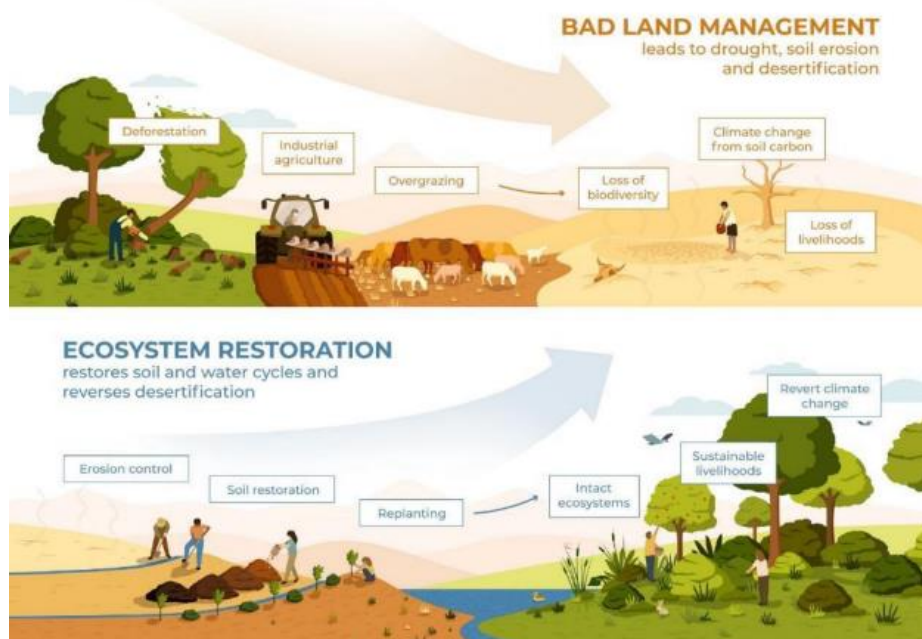 BAD LAND MANAGEMENT
leads to drought, soil erosion
and desertification
Deforestation
Industrial
agriculture
Overgrazing
Loss of
biodiversity
Climate change
from soil carbon
Loss of
livelihoods
ECOSYSTEM RESTORATION
restores soil and water cycles and
reverses desertification
Erosion control
Soil restoration
Replanting
Intact
ecosystems
Sustainable
livelihoods
Revert climate
change